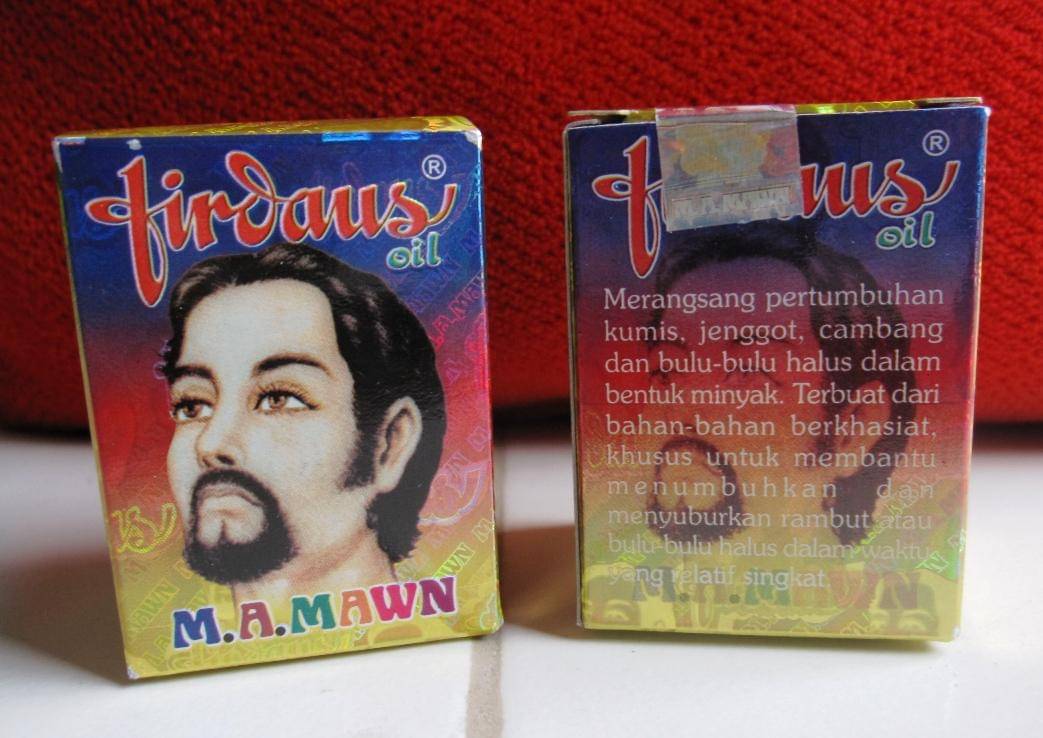 firdaus®
oil
M.A.MAWN
firdaus®
oil
M.A.MAWN
Merangsang pertumbuhan
kumis, jenggot, cambang
dan bulu-bulu halus dalam
bentuk minyak. Terbuat dari
bahan-bahan berkhasiat,
khusus untuk membantu
menumbuhkan dan
menyuburkan rambut atau
bulu-bulu halus dalam waktu
yang relatif singkat.
M.A.MAWN